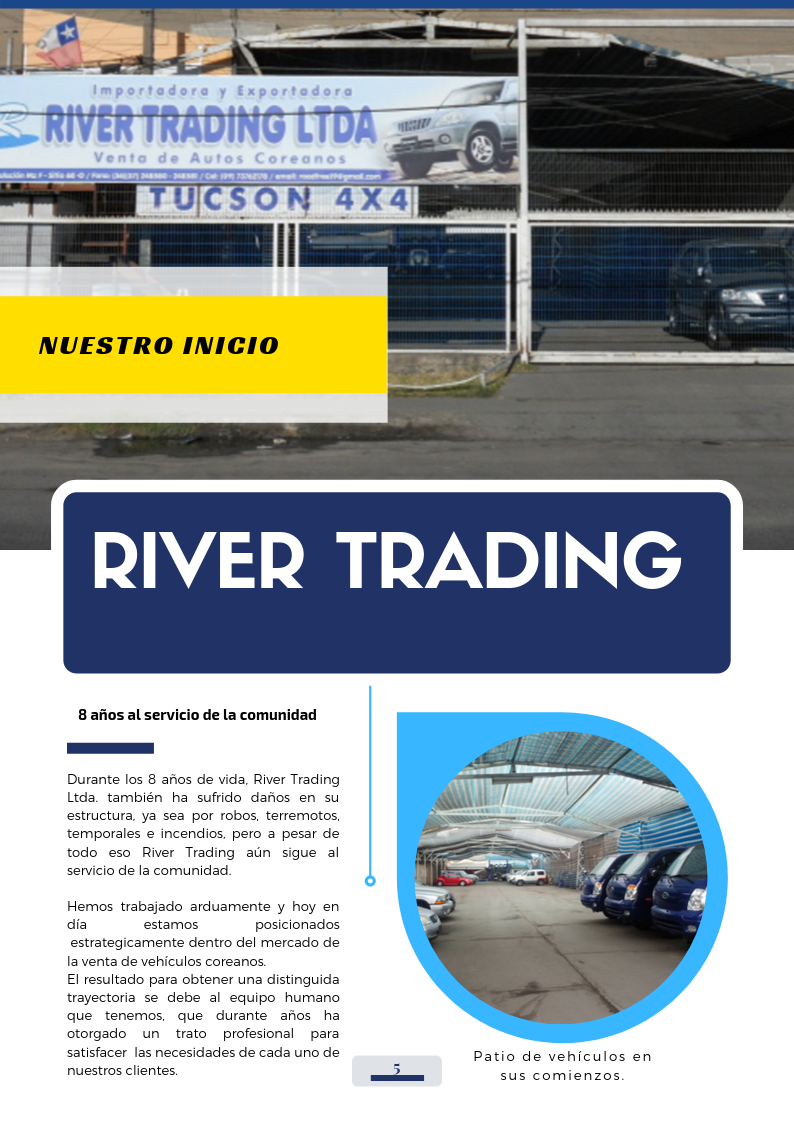 Importadora y Exportadora
RIVER TRADING LTDA
Venta de Autos Coreanos
TUCSON 4X4
NUESTRO INICIO
RIVER TRADING
8 años al servicio de la comunidad
Durante los 8 años de vida, River Trading
Ltda. también ha sufrido daños en su
estructura, ya sea por robos, terremotos,
temporales e incendios, pero a pesar de
todo eso River Trading aún sigue al
servicio de la comunidad.
Hemos trabajado arduamente y hoy en
día estamos posicionados
estrategicamente dentro del mercado de
la venta de vehículos coreanos.
El resultado para obtener una distinguida
trayectoria se debe al equipo humano
que tenemos, que durante años ha
otorgado un trato profesional para
satisfacer las necesidades de cada uno de
nuestros clientes.
Patio de vehículos en
sus comienzos.
5